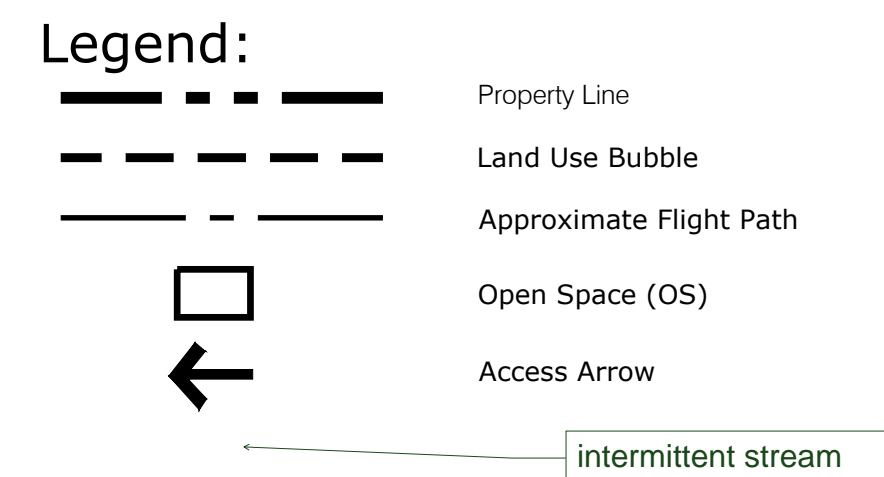 Legend:
Property Line
Land Use Bubble
Approximate Flight Path
Open Space (OS)
Access Arrow
intermittent stream